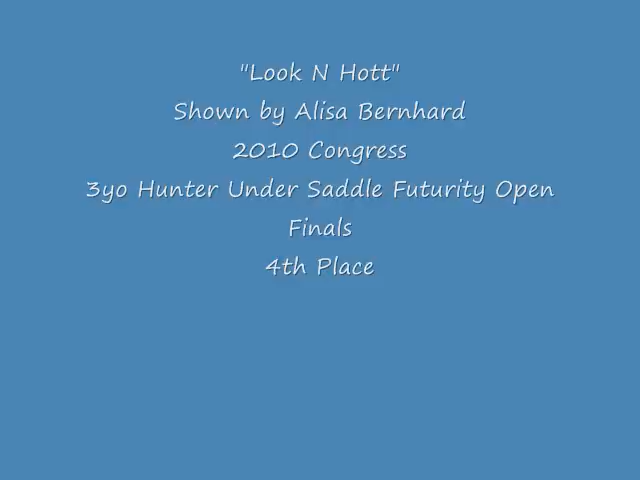 "Look N Hott"
Shown by Alisa Bernhard
2010 Congress
3yo Hunter Under Saddle Futurity Open
Finals
4th Place